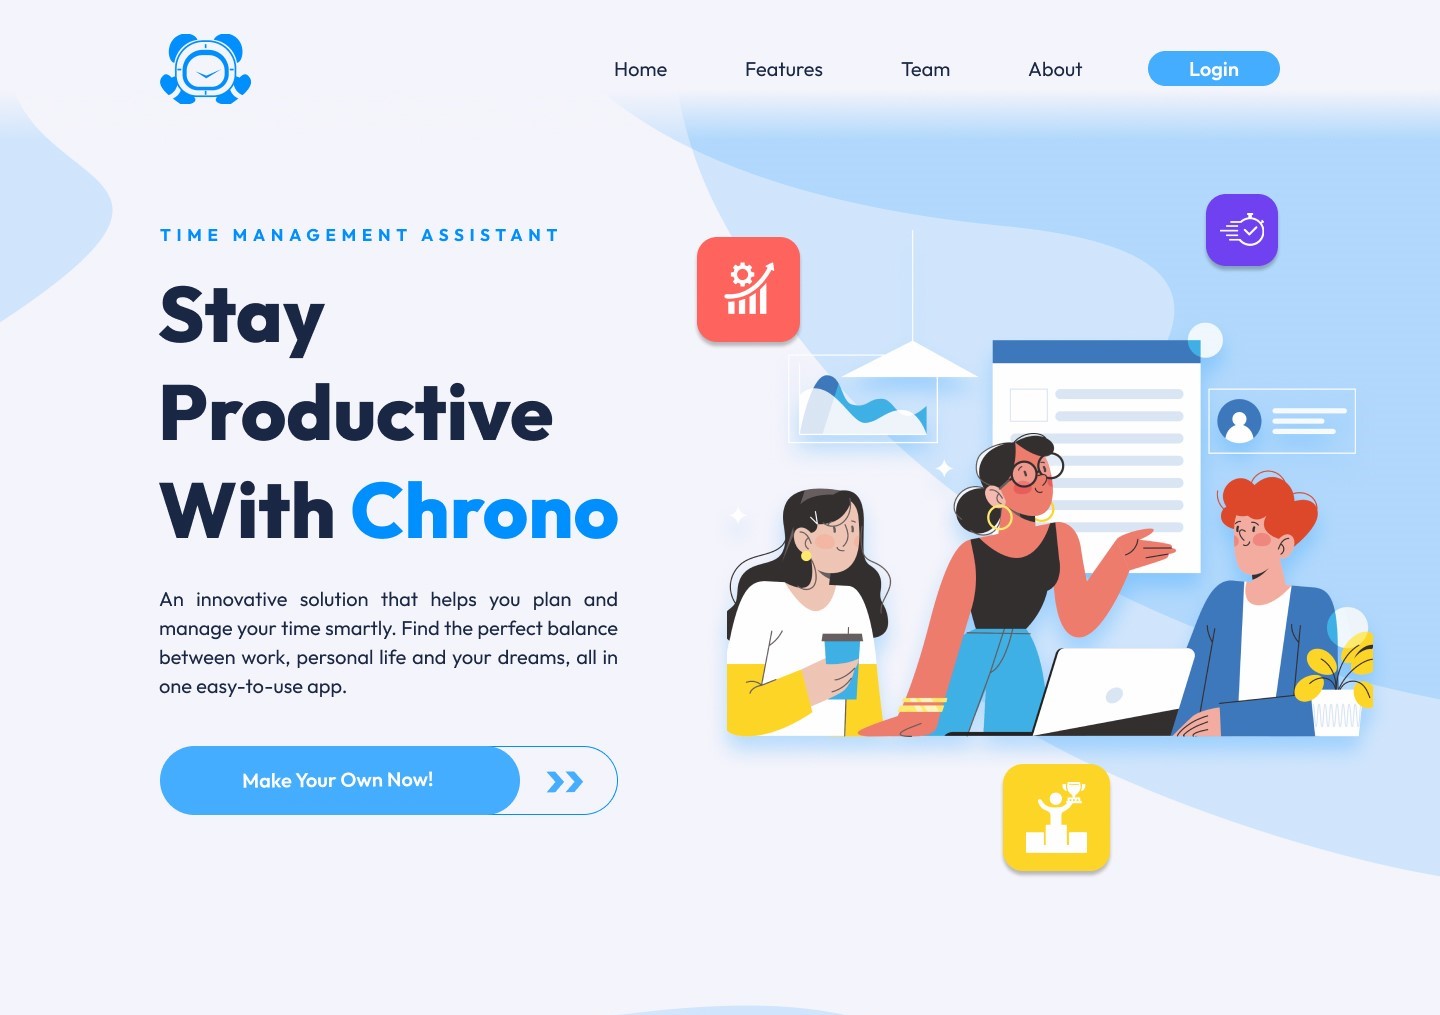 Home Features Team About Login
TIME MANAGEMENT ASSISTANT
Stay
Productive
With Chrono
An innovative solution that helps you plan and
manage your time smartly. Find the perfect balance
between work, personal life and your dreams, all in
one easy-to-use app.
Make Your Own Now!